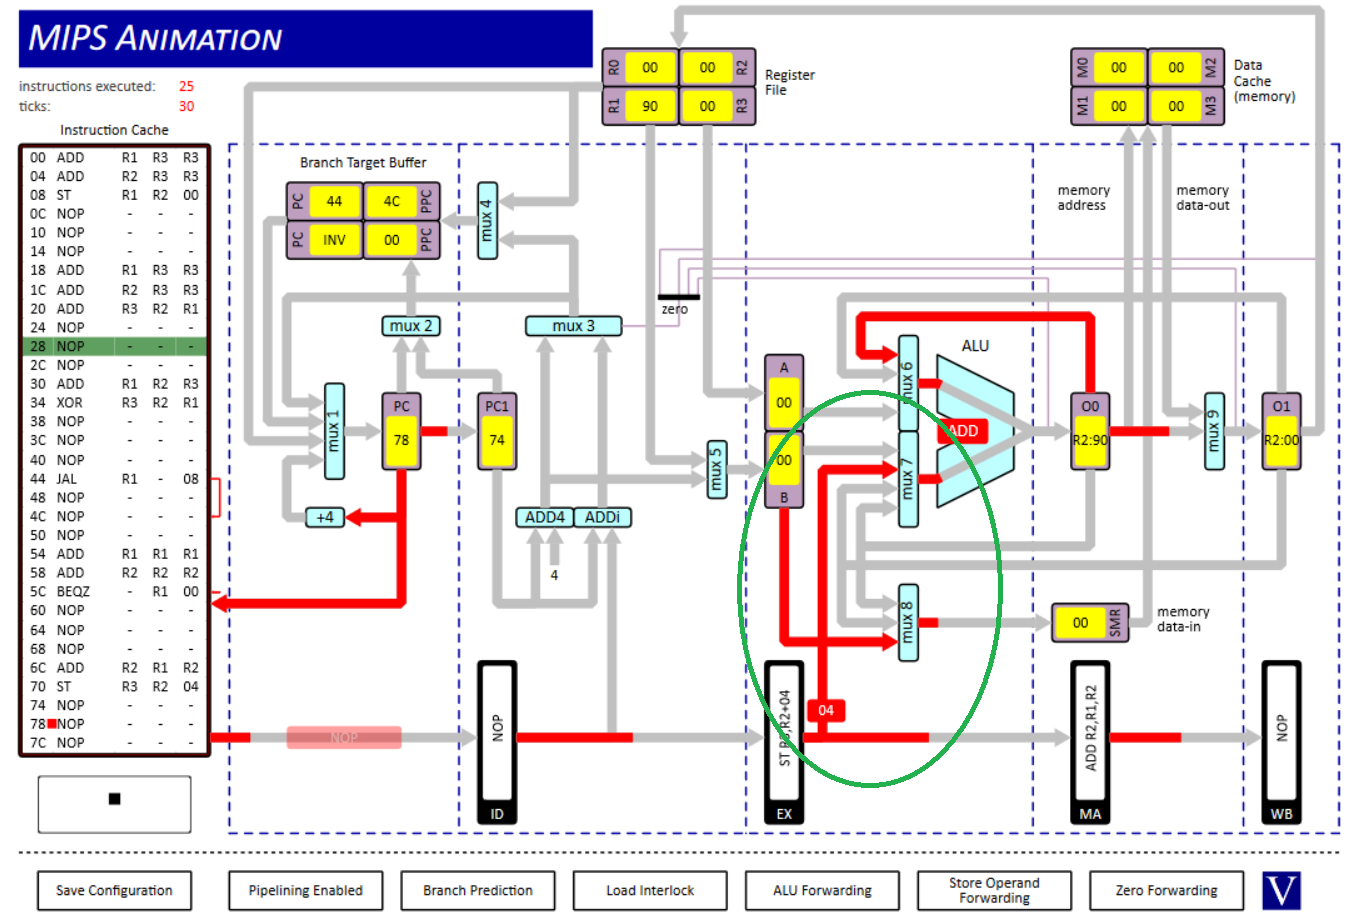 MIPS ANIMATION
instructions executed: 25
ticks: 30
Instruction Cache
00 ADD R1 R3 R3
04 ADD R2 R3 R3
08 ST R1 R2 00
0C NOP - - -
10 NOP - - -
14 NOP - - -
18 ADD R1 R3 R3
1C ADD R2 R3 R3
20 ADD R3 R2 R1
24 NOP - - -
28 NOP - - -
2C NOP - - -
30 ADD R1 R2 R3
34 XOR R3 R2 R1
38 NOP - - -
3C NOP - - -
40 NOP - - -
44 JAL R1 - 08
48 NOP - - -
4C NOP - - -
50 NOP - - -
54 ADD R1 R1 R1
58 ADD R2 R2 R2
5C BEQZ - R1 00
60 NOP - - -
64 NOP - - -
68 NOP - - -
6C ADD R2 R1 R2
70 ST R3 R2 04
74 NOP - - -
78 NOP - - -
7C NOP - - -
R0 00 00 R2
R1 90 00 R3
Register
File
M0 00 00 M2
M1 00 00 M3
Data
Cache
(memory)
Branch Target Buffer
PC 44 4C PPC
PC INV 00 PPC
mux 4
memory
address
memory
data-out
zero
mux 2
mux 3
mux 1
PC
78
PC1
74
+4
ADD4
ADDi
4
mux 5
A
00
00
B
mux 6
mux 7
ALU
ADD
O0
R2:90
mux 9
O1
R2:00
mux 8
00
SMR
memory
data-in
NOP
NOP
ID
ST R3,R2+04
EX
04
ADD R2,R1,R2
MA
NOP
WB
Save Configuration
Pipelining Enabled
Branch Prediction
Load Interlock
ALU Forwarding
Store Operand
Forwarding
Zero Forwarding
V